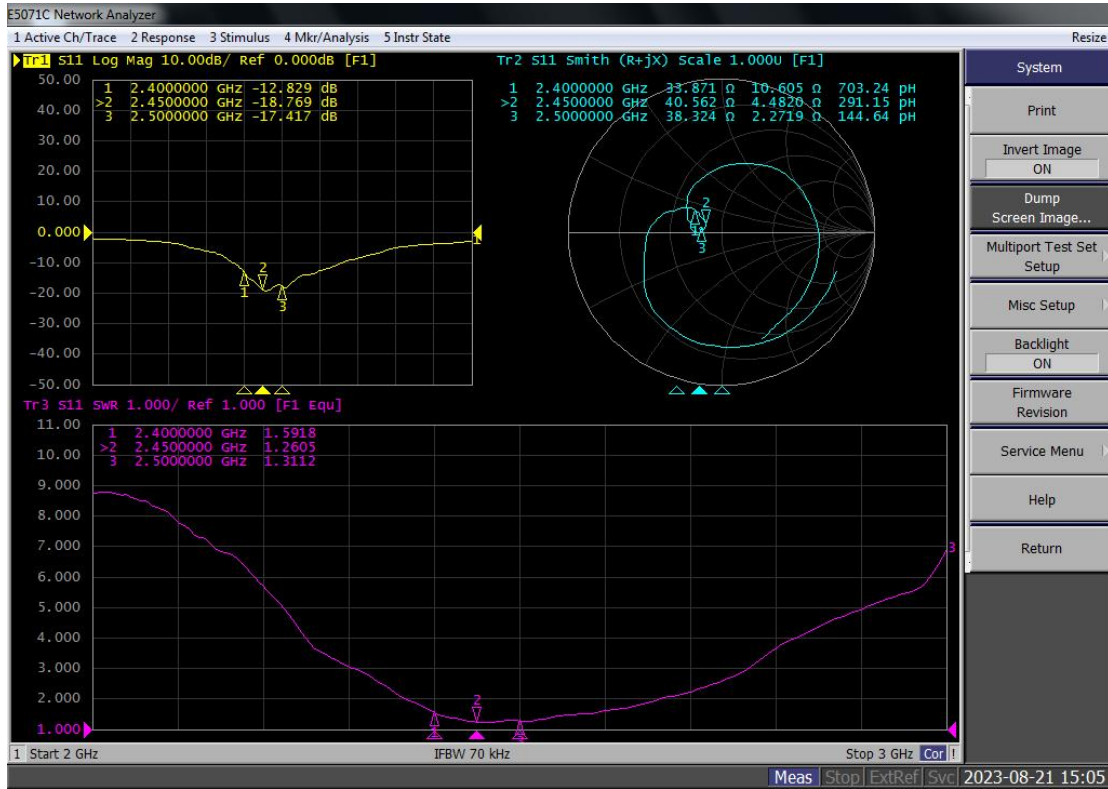 E5071C Network Analyzer
1 Active Ch/Trace 2 Response 3 Stimulus 4 Mkr/Analysis 5 Instr State
Resize
Tr1 S11 Log Mag 10.00dB/ Ref 0.000dB [F1]
50.00
40.00
30.00
20.00
10.00
0.000
-10.00
-20.00
-30.00
-40.00
-50.00
1 2.4000000 GHz -12.829 dB
>2 2.4500000 GHz -18.769 dB
3 2.5000000 GHz -17.417 dB
1
2
3
1
Tr2 S11 Smith (R+jX) Scale 1.000U [F1]
1 2.4000000 GHz 33.871 Ω 10.605 Ω 703.24 pH
>2 2.4500000 GHz 40.562 Ω 4.4820 Ω 291.15 pH
3 2.5000000 GHz 38.324 Ω 2.2719 Ω 144.64 pH
2
1
3
Tr3 S11 SWR 1.000/ Ref 1.000 [F1 Equ]
11.00
10.00
9.000
8.000
7.000
6.000
5.000
4.000
3.000
2.000
1.000
1 2.4000000 GHz 1.5918
>2 2.4500000 GHz 1.2605
3 2.5000000 GHz 1.3112
2
3
1 Start 2 GHz
IFBW 70 kHz
Stop 3 GHz Cor !
Meas Stop ExtRef Svc 2023-08-21 15:05
System
Print
Invert Image
ON
Dump
Screen Image...
Multiport Test Set
Setup
Misc Setup
Backlight
ON
Firmware
Revision
Service Menu
Help
Return